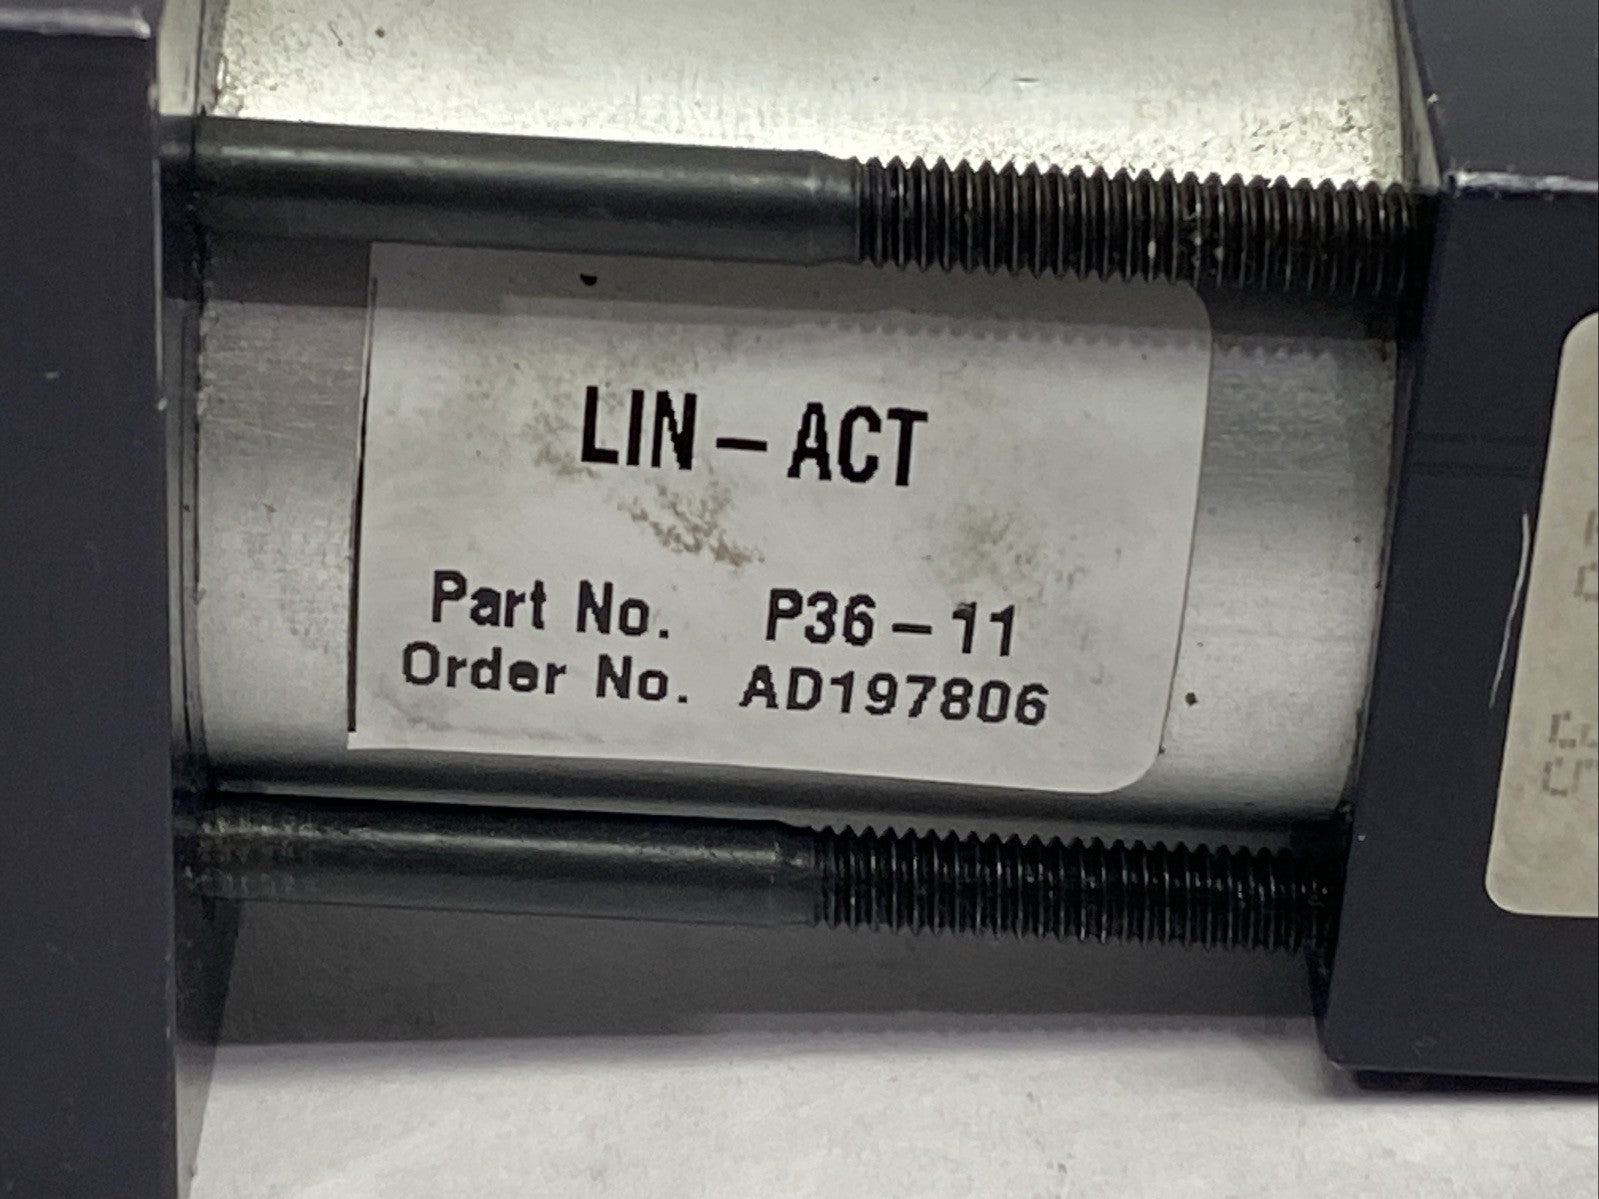 LIN-ACT
Part No. P36-11
Order No. AD197806